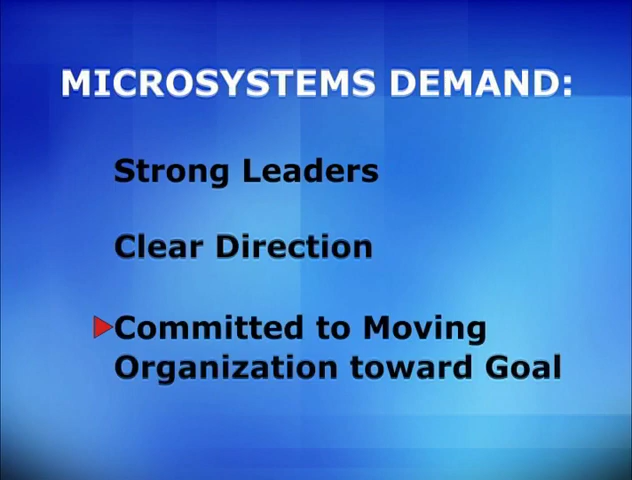 MICROSYSTEMS DEMAND:
Strong Leaders
Clear Direction
Committed to Moving
Organization toward Goal